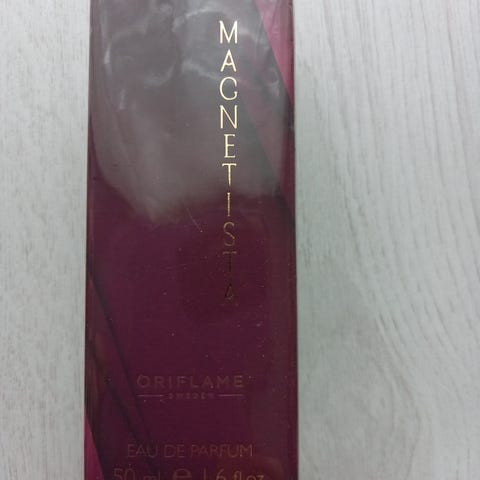 MAGNETISTA
ORIFLAME
SWEDEN
EAU DE PARFUM
50 ml ℮ 1.6 fl.oz.